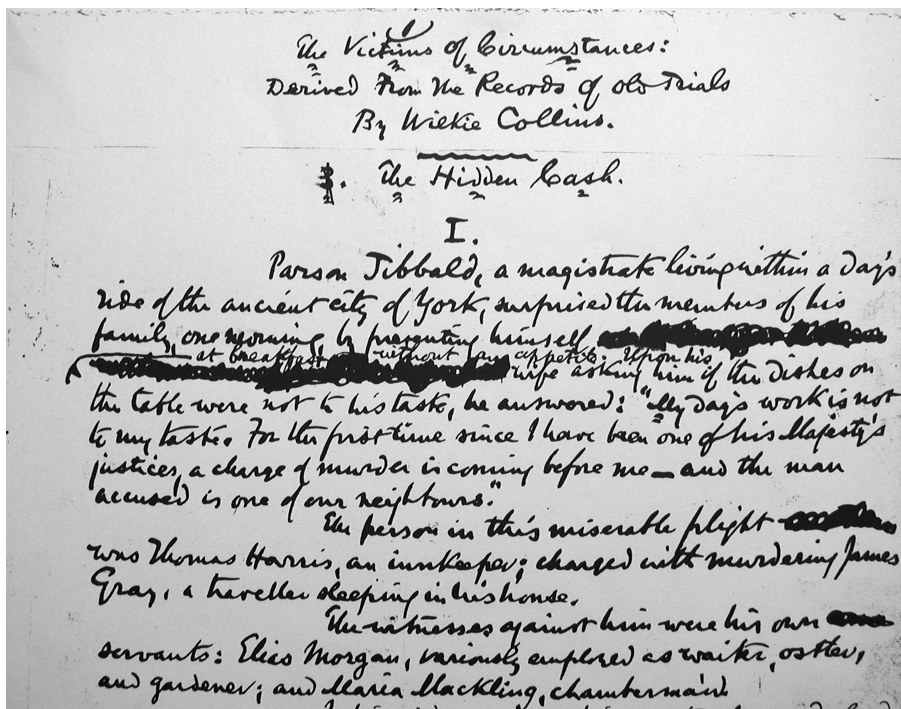 The Victims of Circumstances:
Derived From the Records of old Trials
By Wilkie Collins.
The Hidden Cash.
I.
Parson Tibbald, a magistrate living within a day's
ride of the ancient city of York, surprised the members of his
family, one morning, by presenting himself
at breakfast without an appetite. Upon his
wife asking him if the dishes on
the table were not to his taste, he answered: "My day's work is not
to my taste. For the first time since I have been one of his Majesty's
justices, a charge of murder is coming before me — and the man
accused is one of our neighbours."
The person in this miserable plight
was Thomas Harris, an innkeeper; charged with murdering James
Gray, a traveller sleeping in his house.
The witnesses against him were his own
servants: Elias Morgan, variously employed as waiter, ostler,
and gardener; and Maria Mackling, chambermaid.